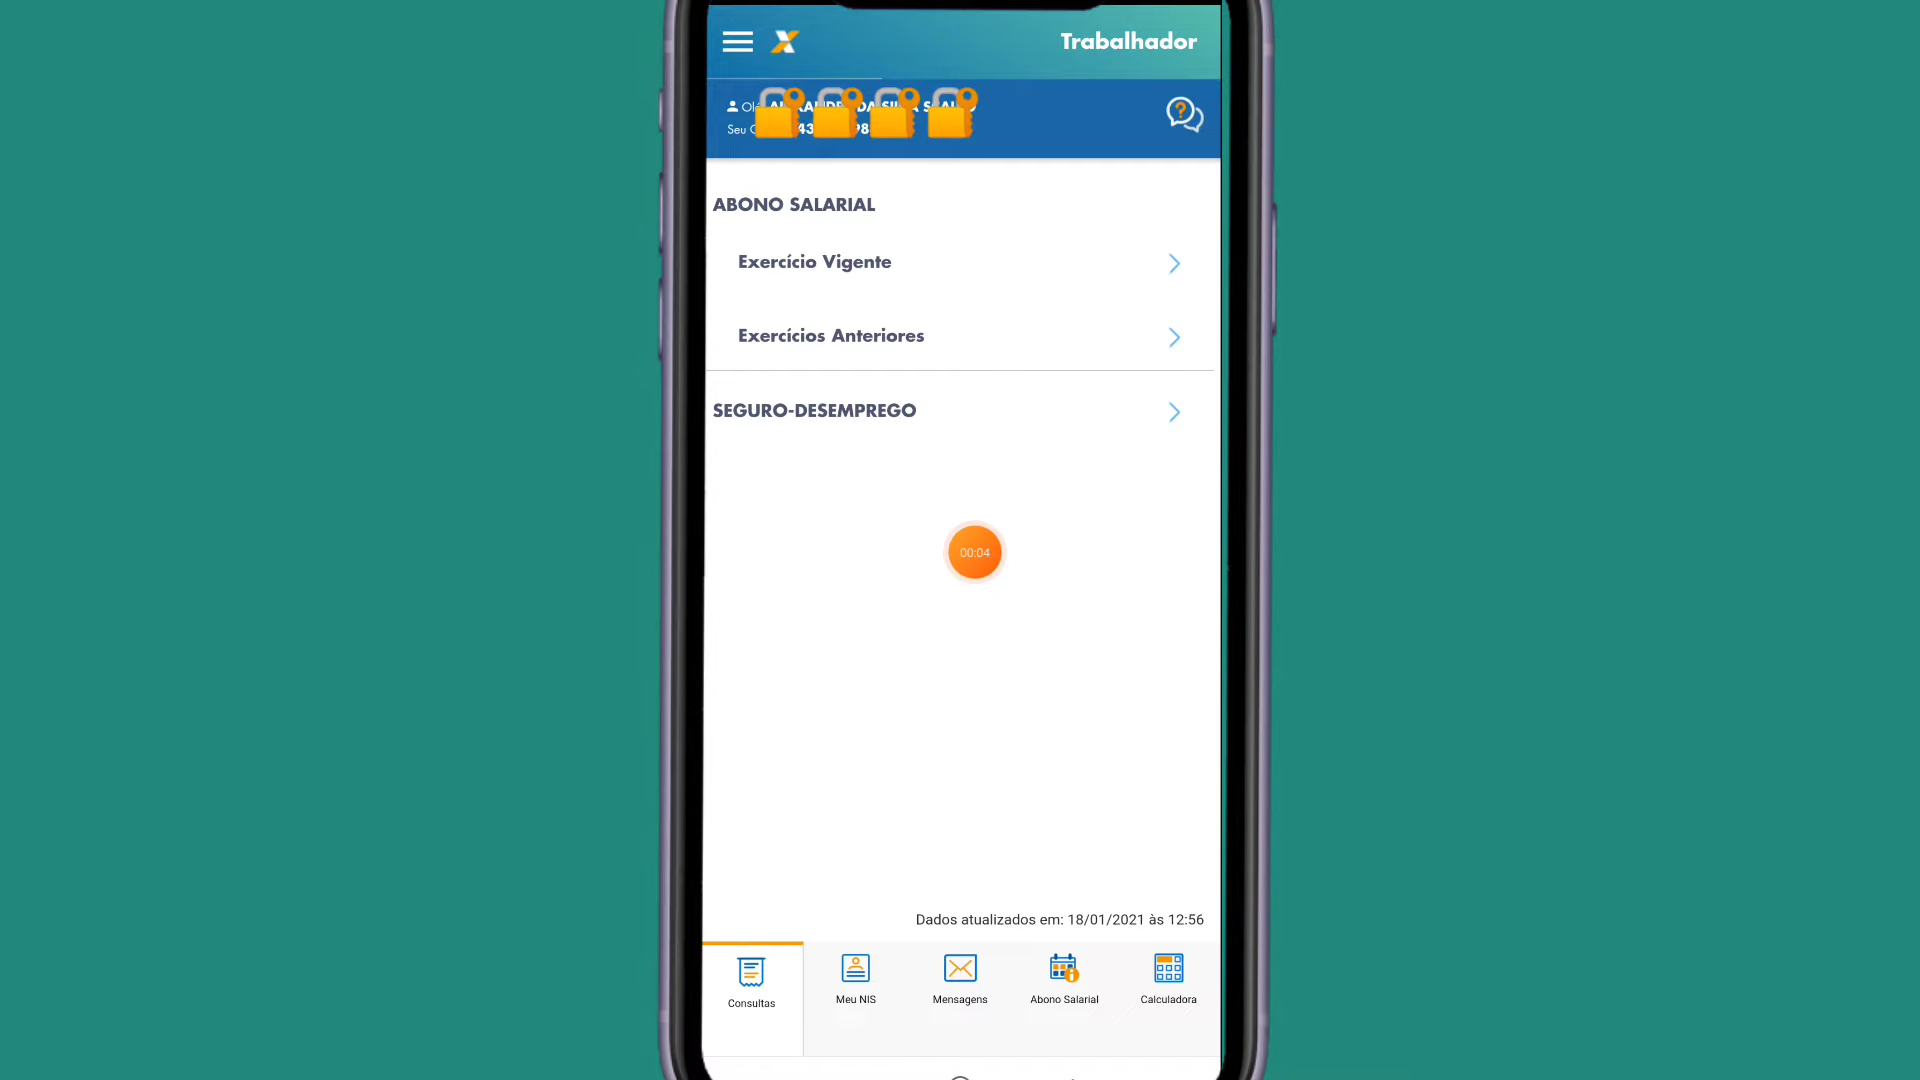 Trabalhador
Seu
ABONO SALARIAL
Exercício Vigente
Exercícios Anteriores
SEGURO-DESEMPREGO
00:04
Dados atualizados em: 18/01/2021 às 12:56
Consultas
Meu NIS
Mensagens
Abono Salarial
Calculadora